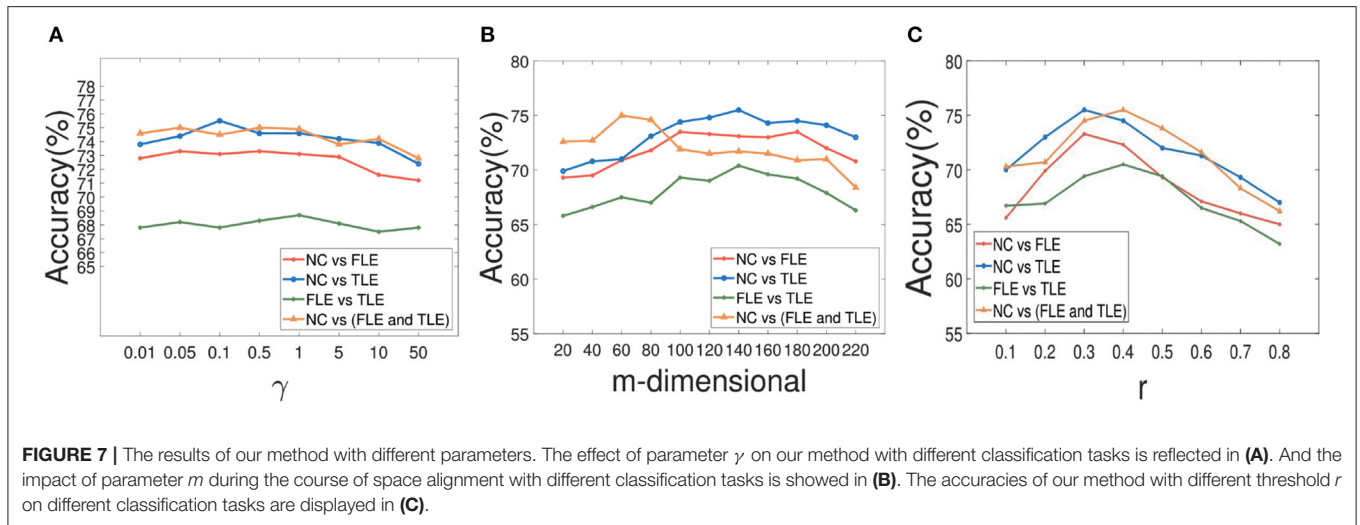 A
Accuracy(%)
78
77
76
75
74
73
72
71
70
69
68
67
66
65
NC vs FLE
NC vs TLE
FLE vs TLE
NC vs (FLE and TLE)
0.01 0.05 0.1 0.5 1 5 10 50
γ
B
Accuracy(%)
80
75
70
65
60
55
NC vs FLE
NC vs TLE
FLE vs TLE
NC vs (FLE and TLE)
20 40 60 80 100 120 140 160 180 200 220
m-dimensional
C
Accuracy(%)
80
75
70
65
60
55
NC vs FLE
NC vs TLE
FLE vs TLE
NC vs (FLE and TLE)
0.1 0.2 0.3 0.4 0.5 0.6 0.7 0.8
r
FIGURE 7 | The results of our method with different parameters. The effect of parameter γ on our method with different classification tasks is reflected in (A). And the
impact of parameter m during the course of space alignment with different classification tasks is showed in (B). The accuracies of our method with different threshold r
on different classification tasks are displayed in (C).